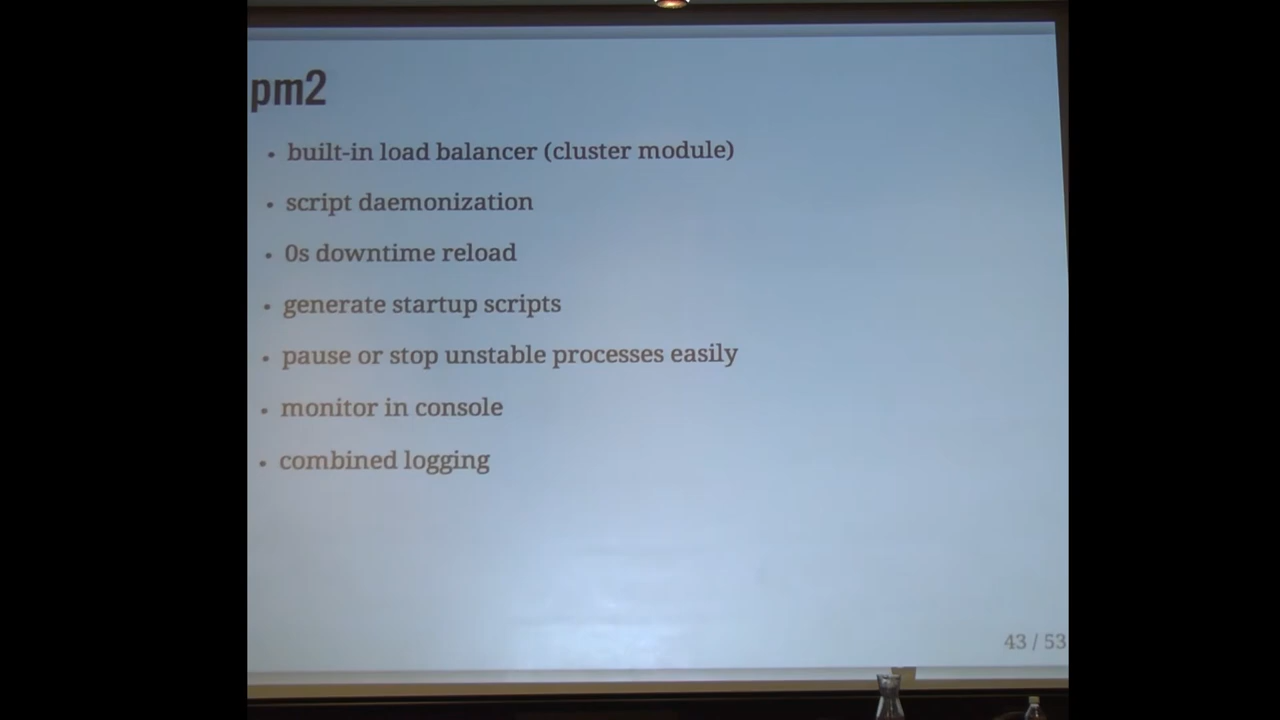 pm2
• built-in load balancer (cluster module)
• script daemonization
• 0s downtime reload
• generate startup scripts
• pause or stop unstable processes easily
• monitor in console
• combined logging
43 / 53